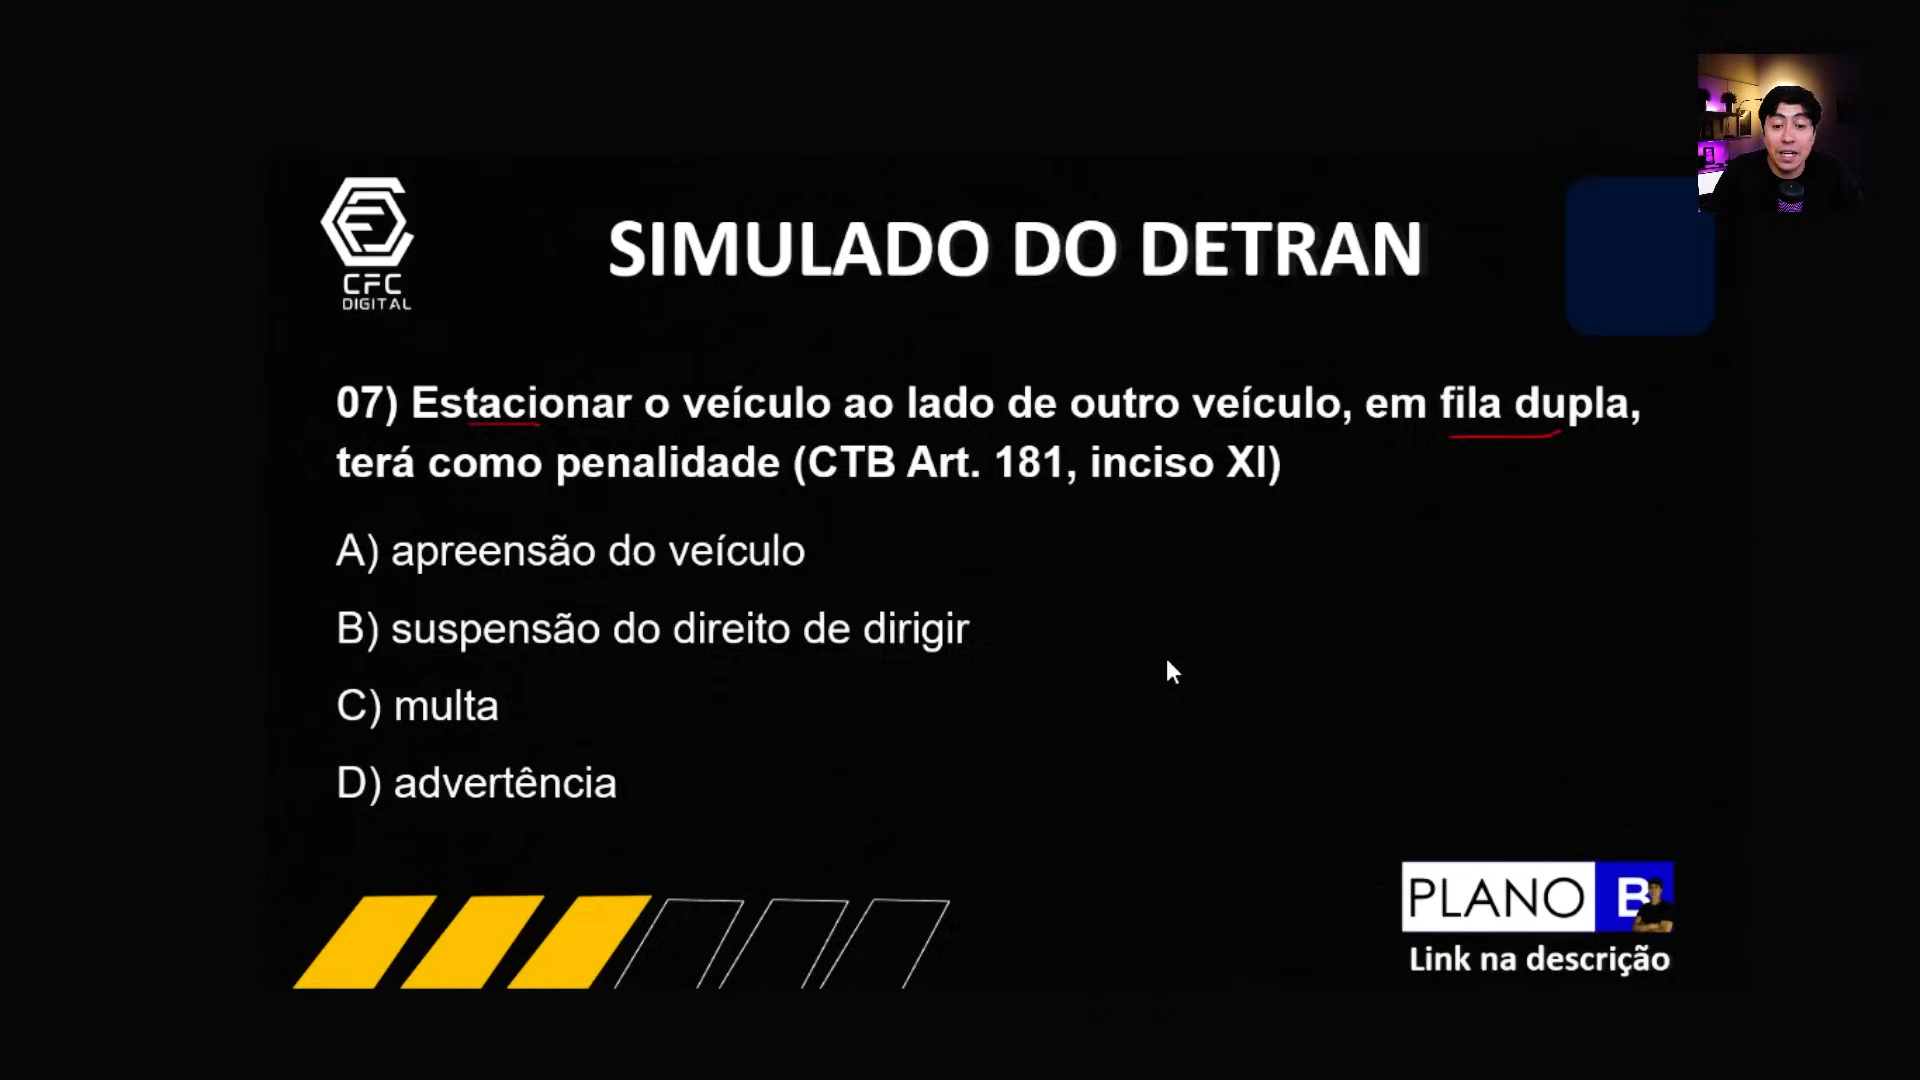 CFC
DIGITAL
SIMULADO DO DETRAN
07) Estacionar o veículo ao lado de outro veículo, em fila dupla,
terá como penalidade (CTB Art. 181, inciso XI)
A) apreensão do veículo
B) suspensão do direito de dirigir
C) multa
D) advertência
PLANO B
Link na descrição